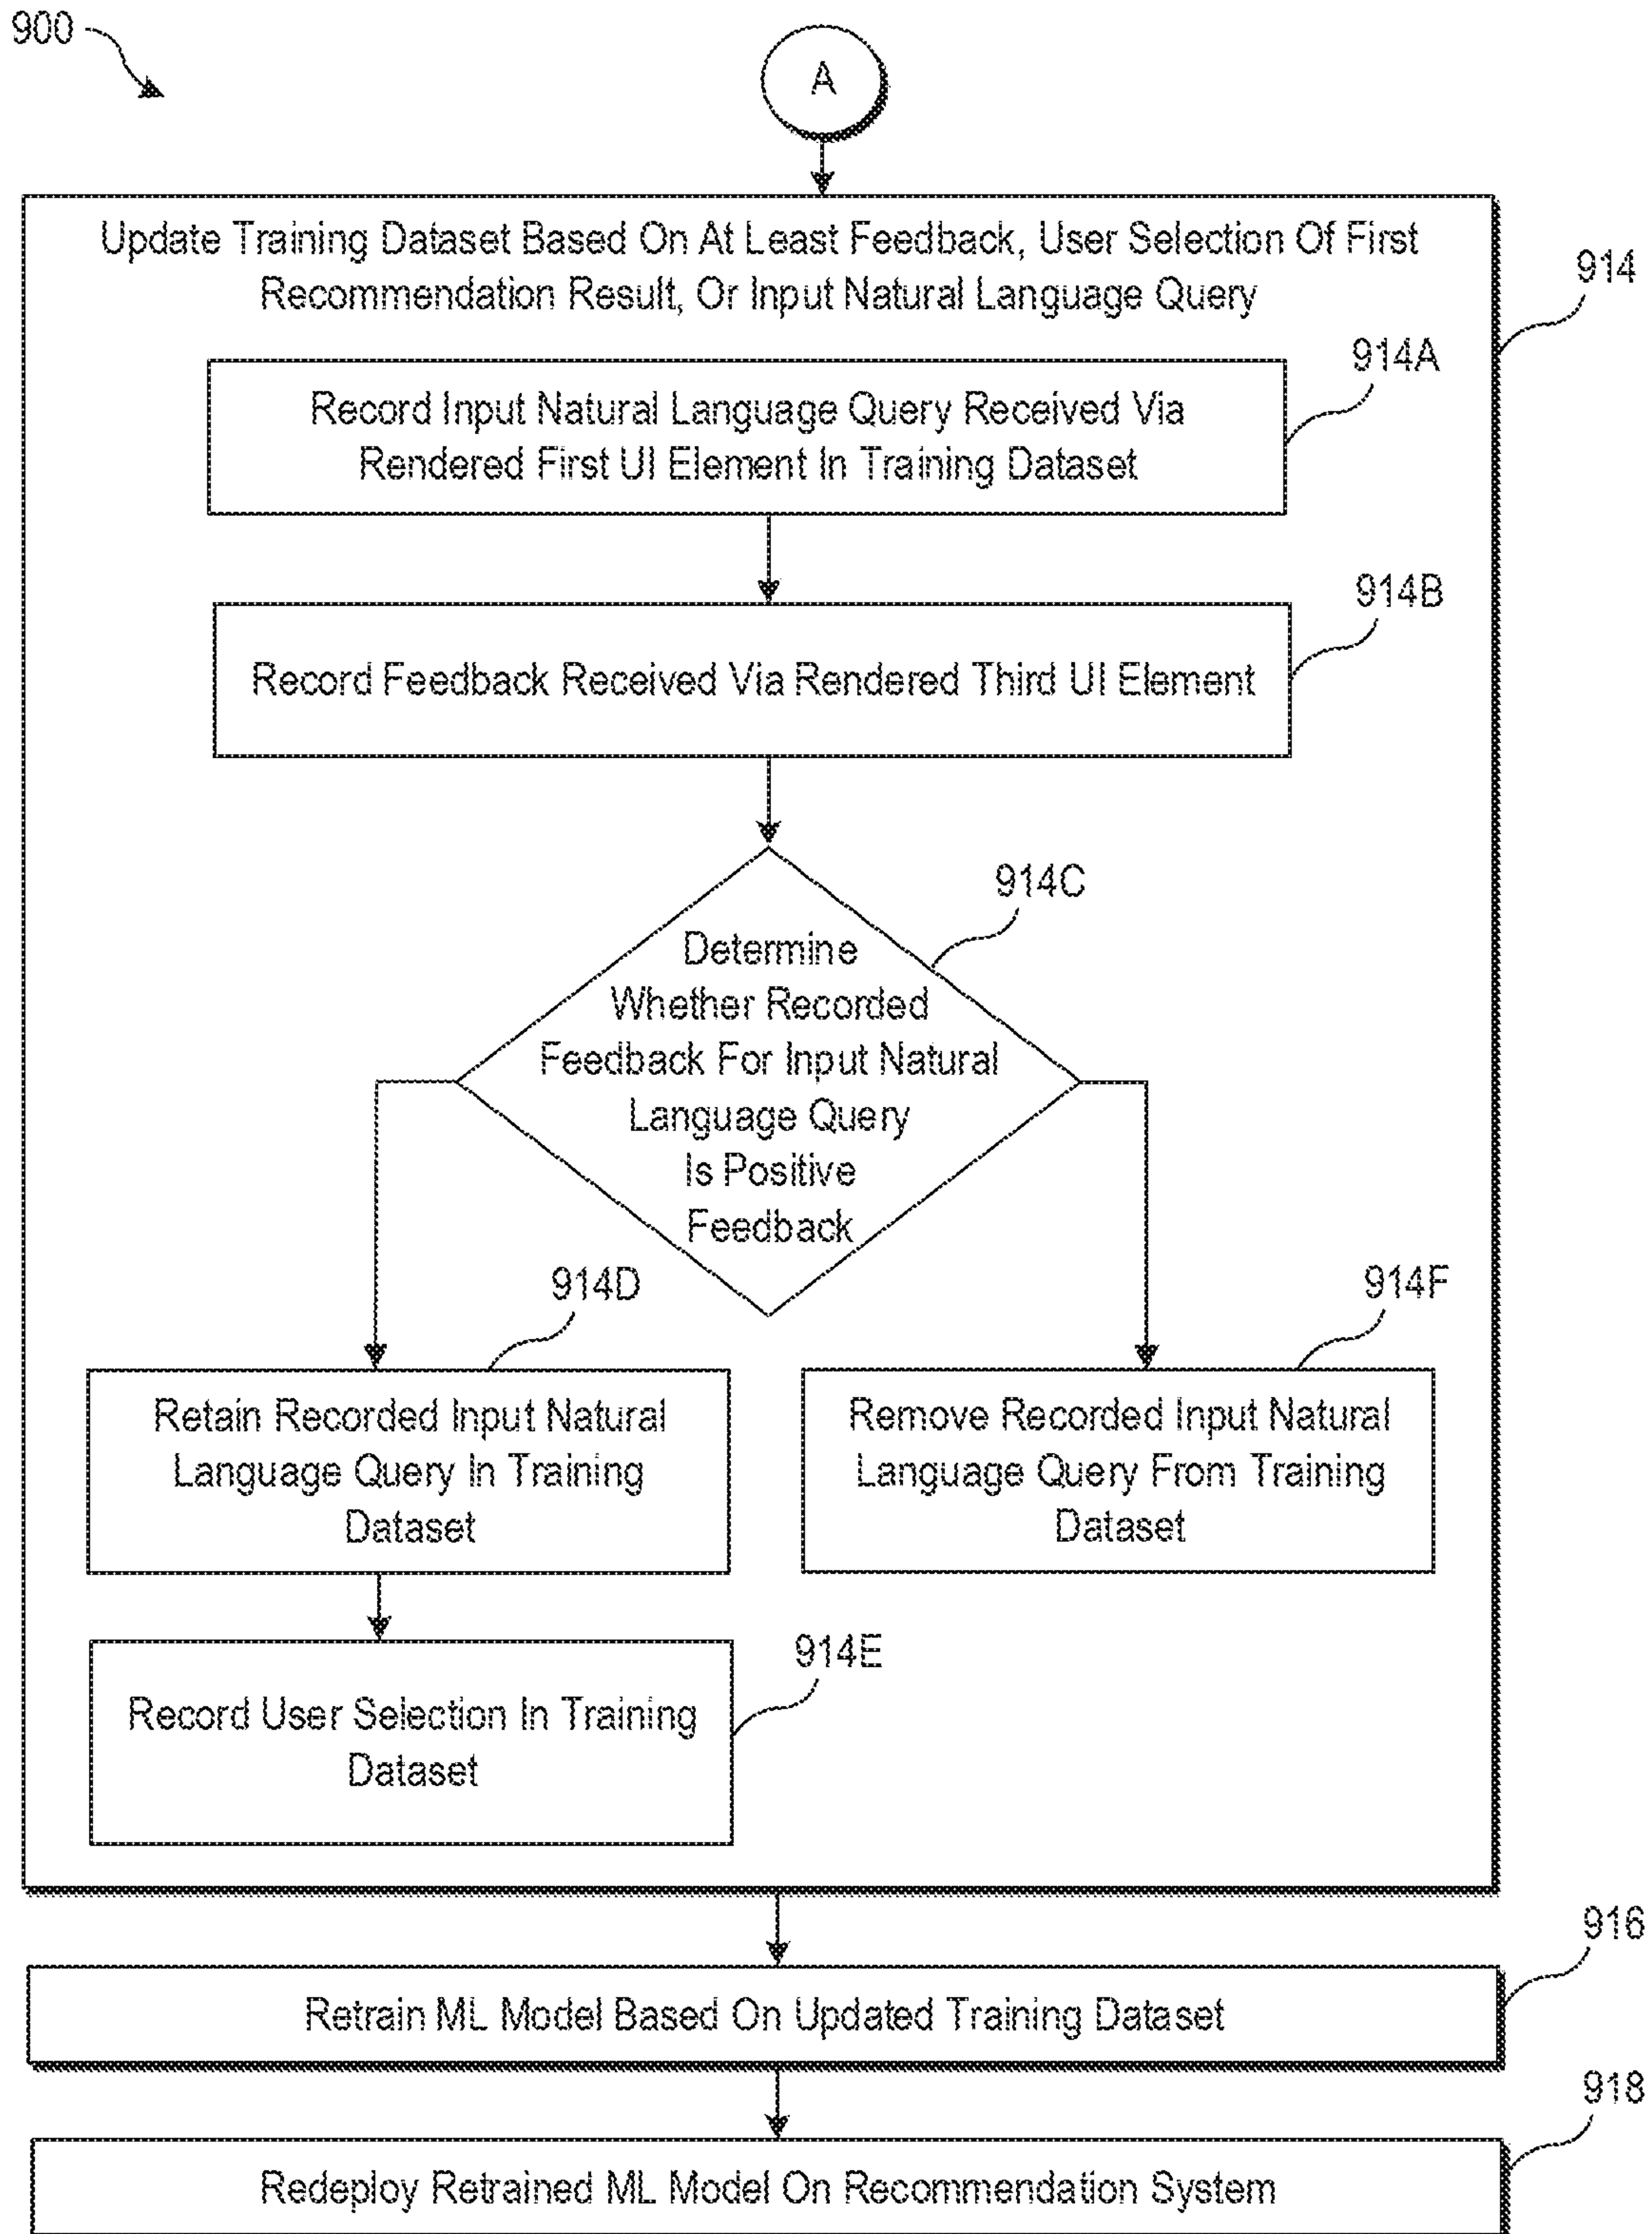 900
A
Update Training Dataset Based On At Least Feedback, User Selection Of First
Recommendation Result, Or Input Natural Language Query
914
914A
Record Input Natural Language Query Received Via
Rendered First UI Element In Training Dataset
914B
Record Feedback Received Via Rendered Third UI Element
914C
Determine
Whether Recorded
Feedback For Input Natural
Language Query
Is Positive
Feedback
914D
Retain Recorded Input Natural
Language Query In Training
Dataset
914F
Remove Recorded Input Natural
Language Query From Training
Dataset
914E
Record User Selection In Training
Dataset
916
Retrain ML Model Based On Updated Training Dataset
918
Redeploy Retrained ML Model On Recommendation System